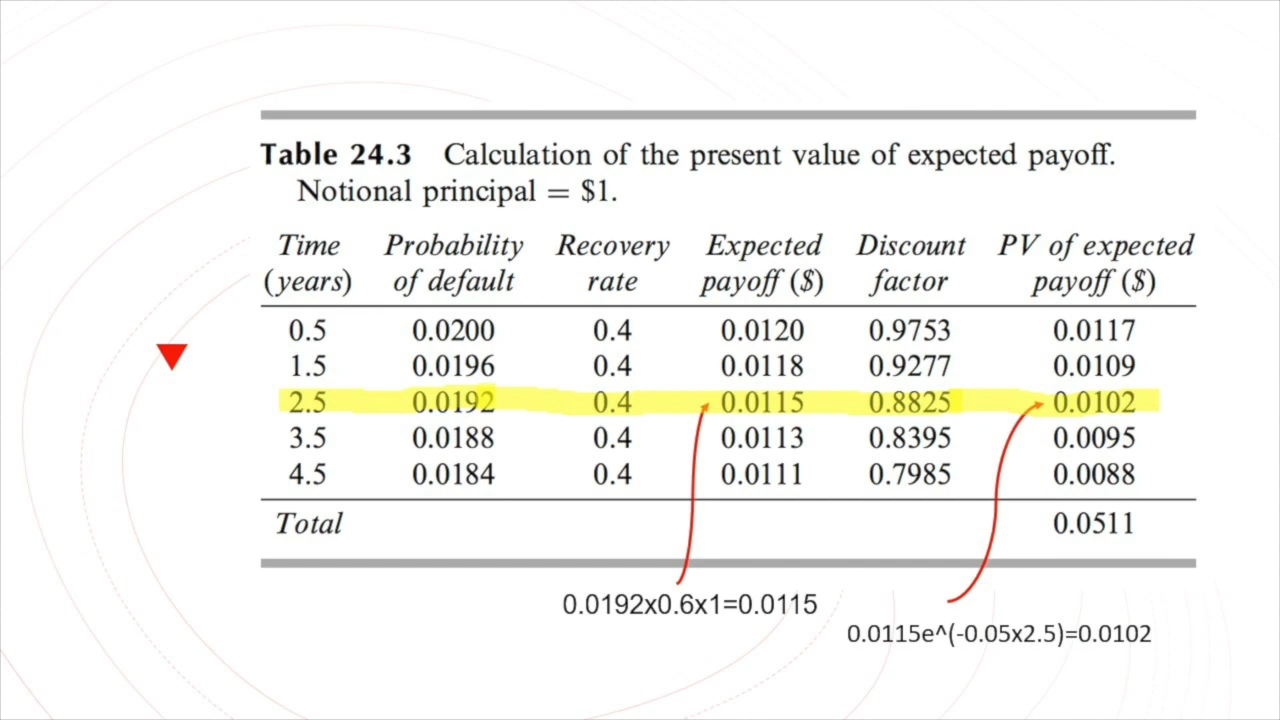 Table 24.3 Calculation of the present value of expected payoff.
Notional principal = $1.
Time Probability Recovery Expected Discount PV of expected
(years) of default rate payoff ($) factor payoff ($)
0.5 0.0200 0.4 0.0120 0.9753 0.0117
1.5 0.0196 0.4 0.0118 0.9277 0.0109
2.5 0.0192 0.4 0.0115 0.8825 0.0102
3.5 0.0188 0.4 0.0113 0.8395 0.0095
4.5 0.0184 0.4 0.0111 0.7985 0.0088
Total 0.0511
0.0192x0.6x1=0.0115
0.0115e^(-0.05x2.5)=0.0102